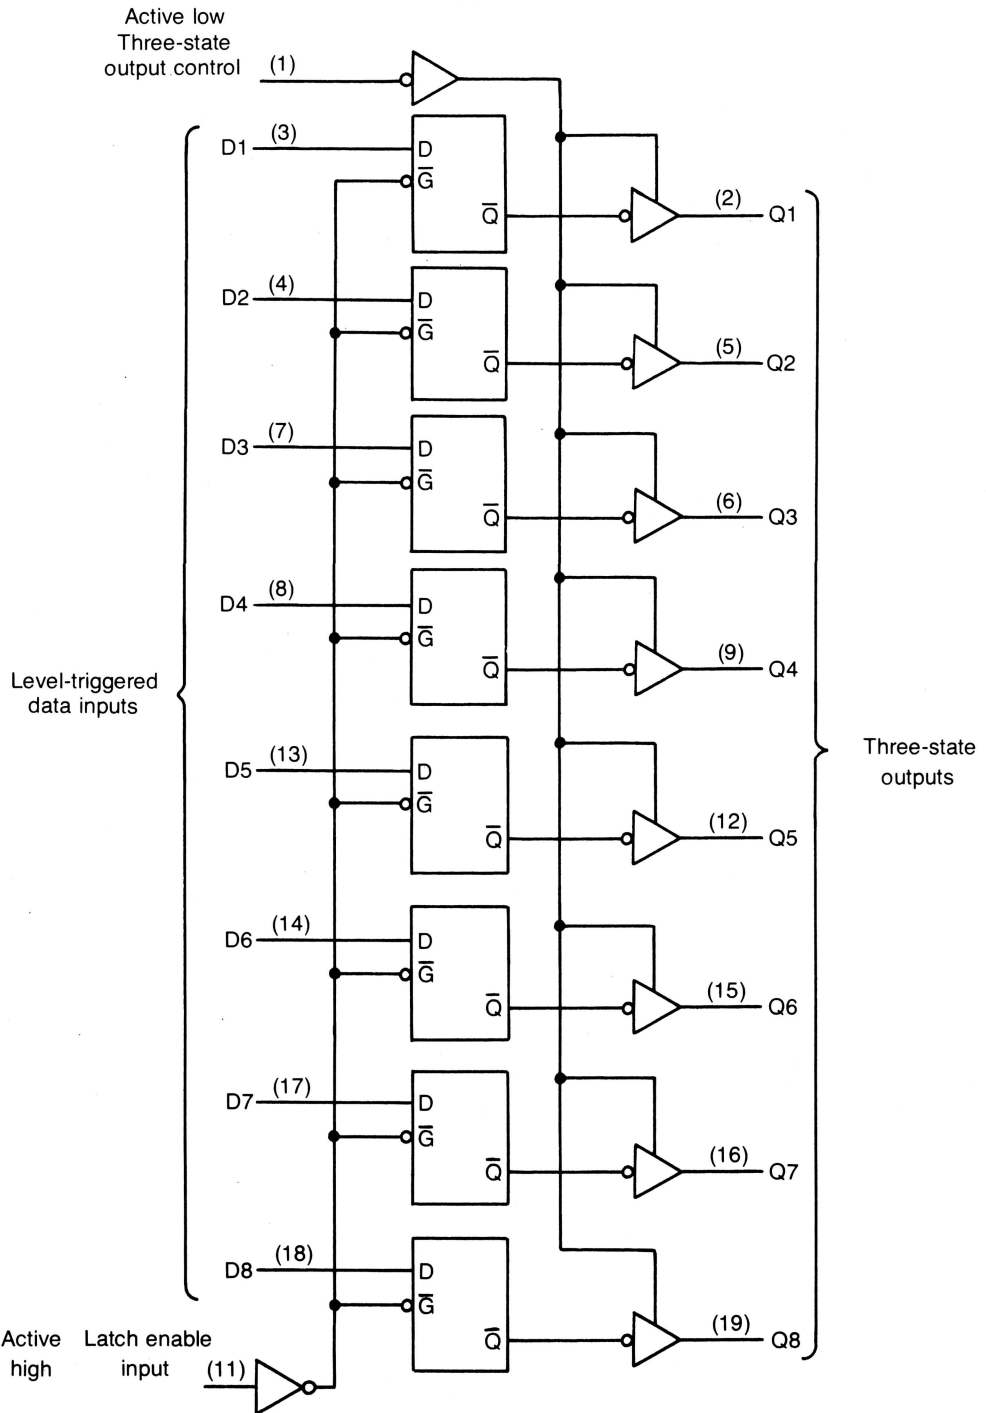 Active low
Three-state
output control (1)
D1 (3) D
G̅
Q̅ (2) Q1
D2 (4) D
G̅
Q̅ (5) Q2
D3 (7) D
G̅
Q̅ (6) Q3
D4 (8) D
G̅
Q̅ (9) Q4
Level-triggered
data inputs
Three-state
outputs
D5 (13) D
G̅
Q̅ (12) Q5
D6 (14) D
G̅
Q̅ (15) Q6
D7 (17) D
G̅
Q̅ (16) Q7
D8 (18) D
G̅
Q̅ (19) Q8
Active Latch enable
high input (11)